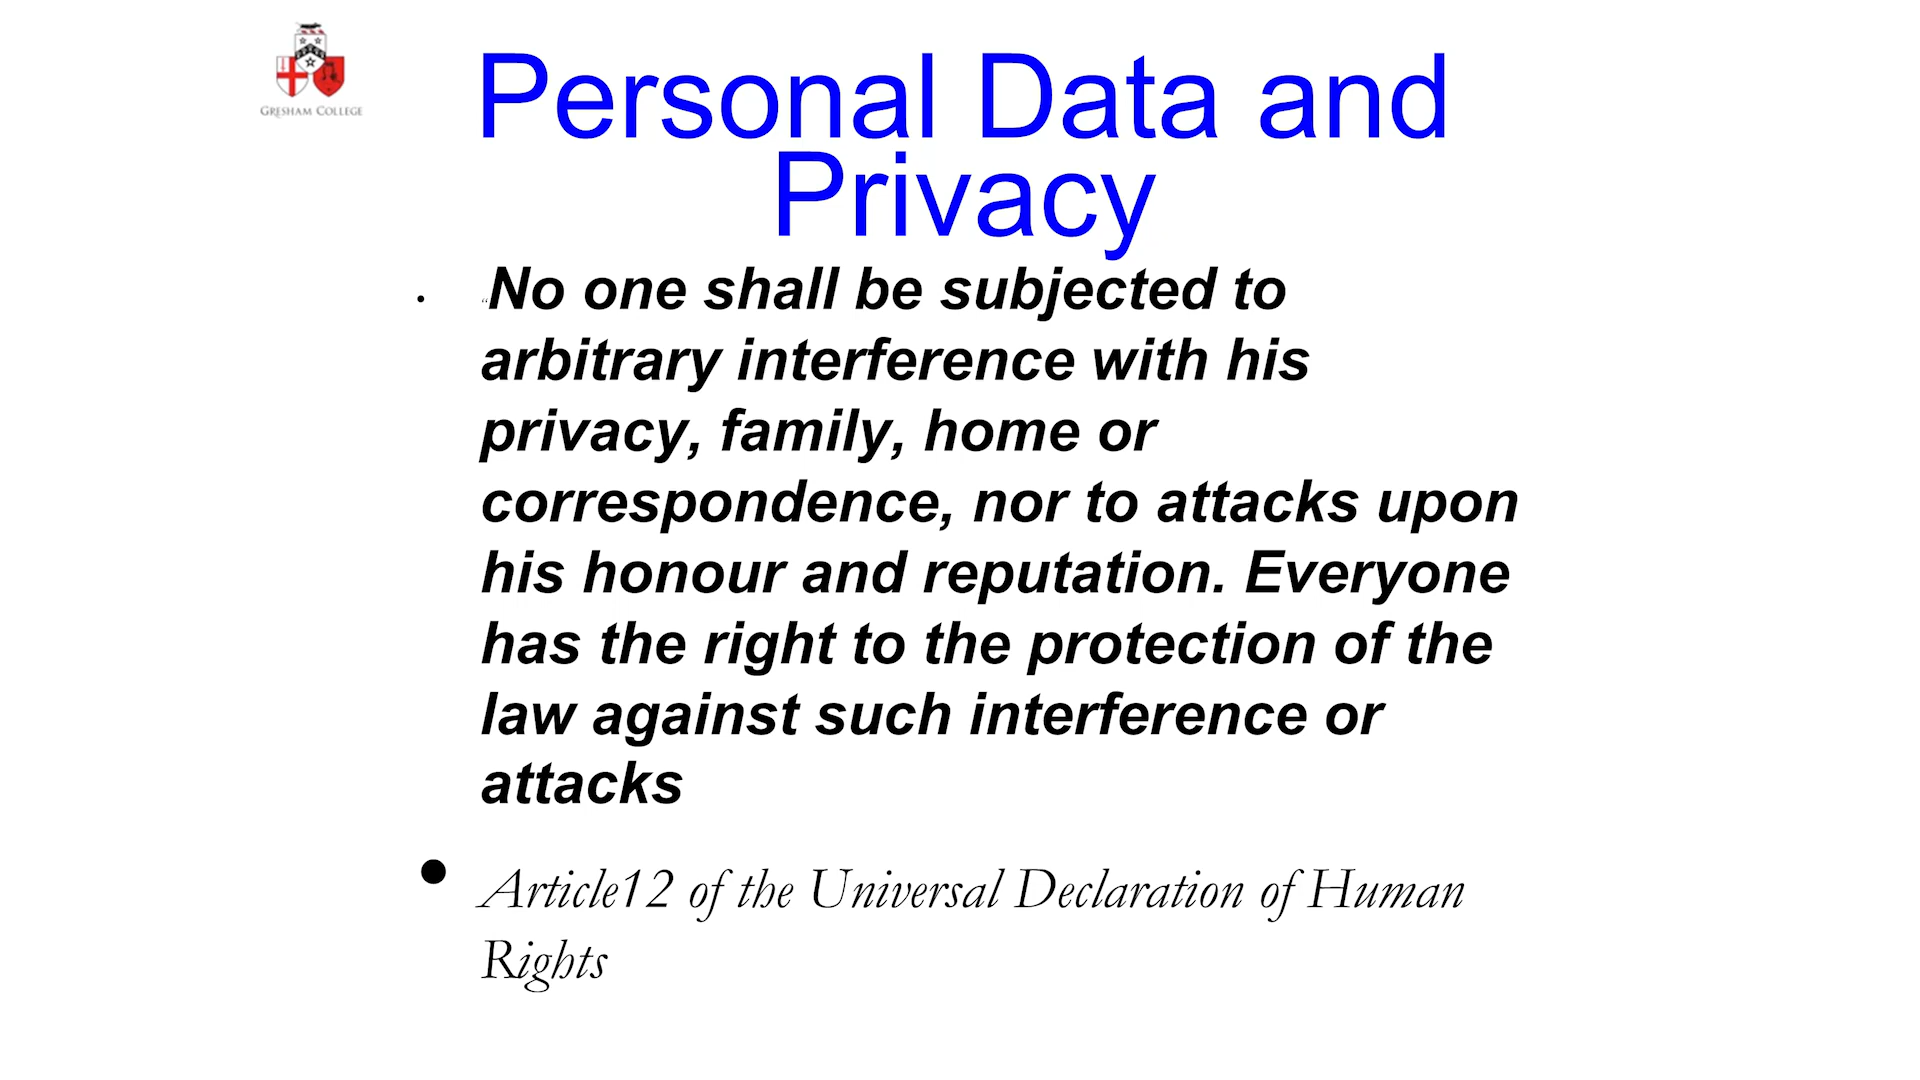 GRESHAM COLLEGE
Personal Data and
Privacy
• “No one shall be subjected to
arbitrary interference with his
privacy, family, home or
correspondence, nor to attacks upon
his honour and reputation. Everyone
has the right to the protection of the
law against such interference or
attacks
• Article12 of the Universal Declaration of Human
Rights